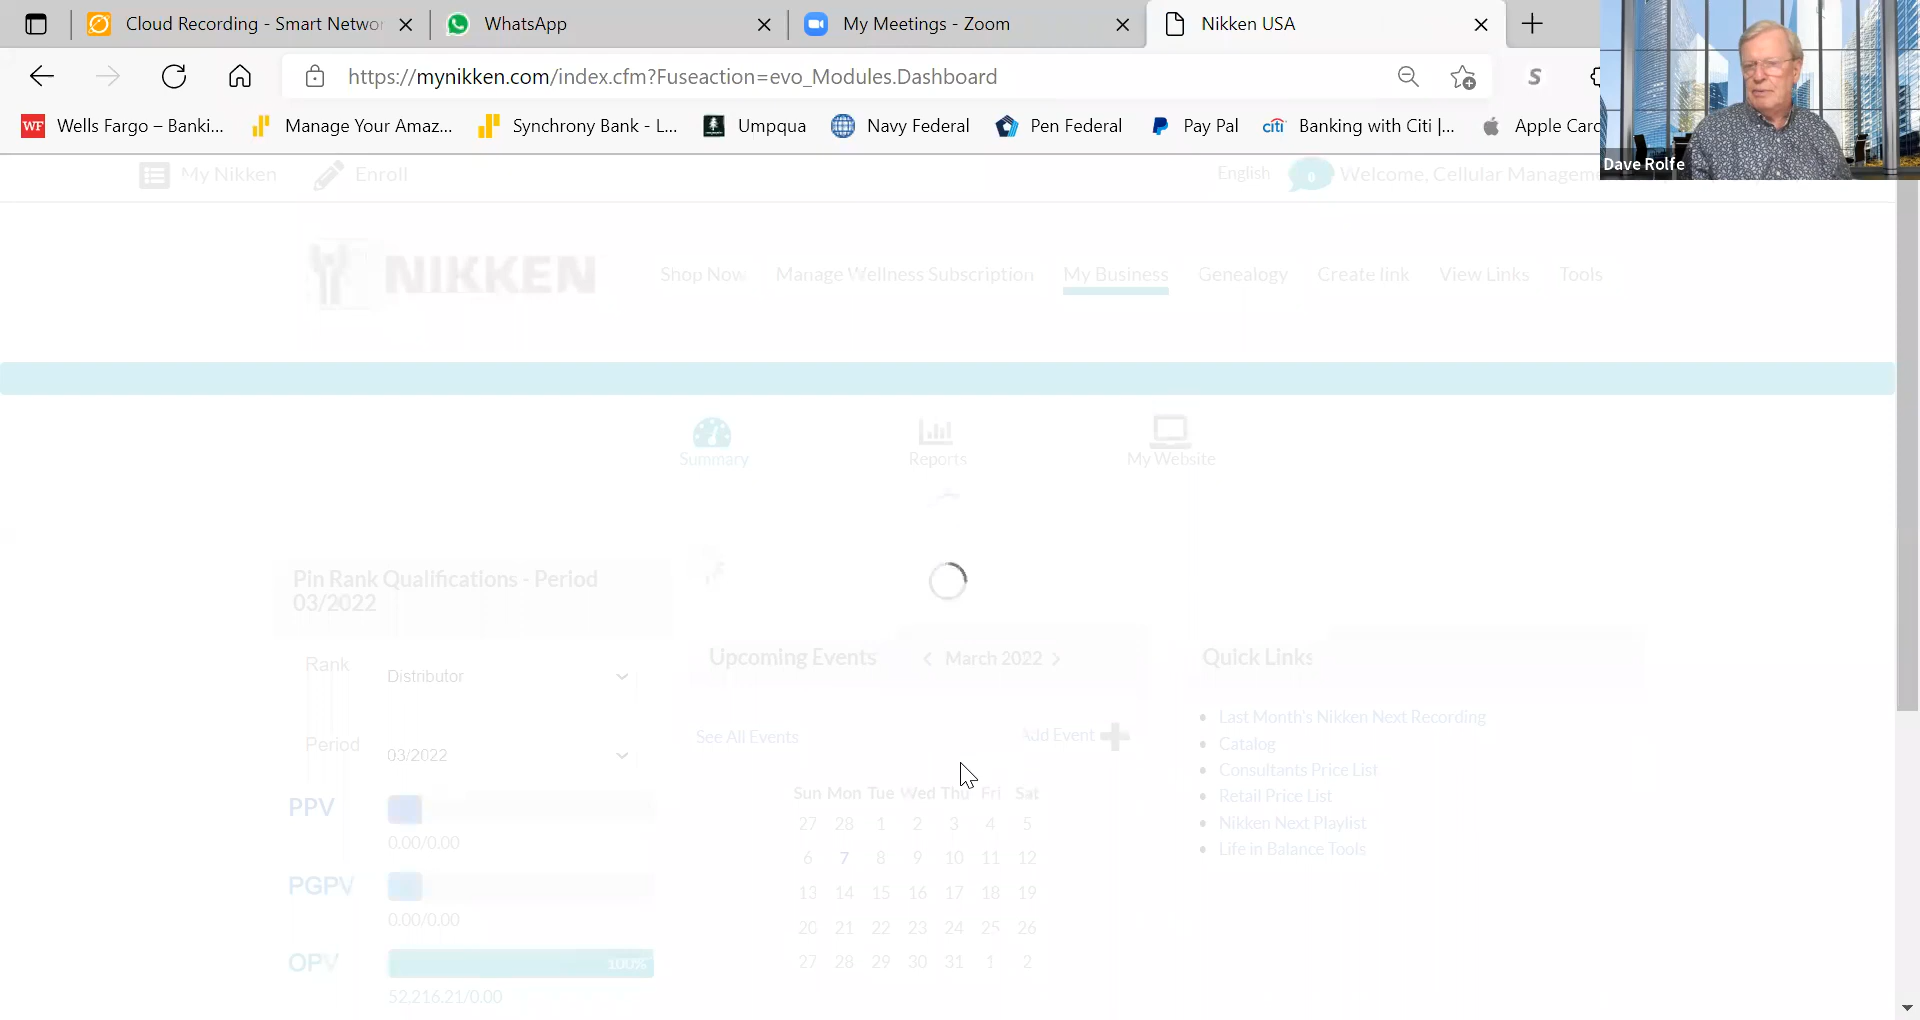 Cloud Recording - Smart Networ
WhatsApp
My Meetings - Zoom
Nikken USA
https://mynikken.com/index.cfm?Fuseaction=evo_Modules.Dashboard
WF Wells Fargo – Banki...
Manage Your Amaz...
Synchrony Bank - L...
Umpqua
Navy Federal
Pen Federal
Pay Pal
citi Banking with Citi |...
Apple Card
Dave Rolfe
My Nikken
Enroll
English
0
Welcome, Cellular Managem
NIKKEN
Shop Now
Manage Wellness Subscription
My Business
Genealogy
Create link
View Links
Tools
Summary
Reports
My Website
Pin Rank Qualifications - Period
03/2022
Rank
Distributor
Period
03/2022
PPV
0.00/0.00
PGPV
0.00/0.00
OPV
100%
52,216.21/0.00
Upcoming Events
< March 2022 >
See All Events
Add Event
Sun Mon Tue Wed Thu Fri Sat
27 28 1 2 3 4 5
6 7 8 9 10 11 12
13 14 15 16 17 18 19
20 21 22 23 24 25 26
27 28 29 30 31 1 2
Quick Links
Last Month's Nikken Next Recording
Catalog
Consultants Price List
Retail Price List
Nikken Next Playlist
Life in Balance Tools